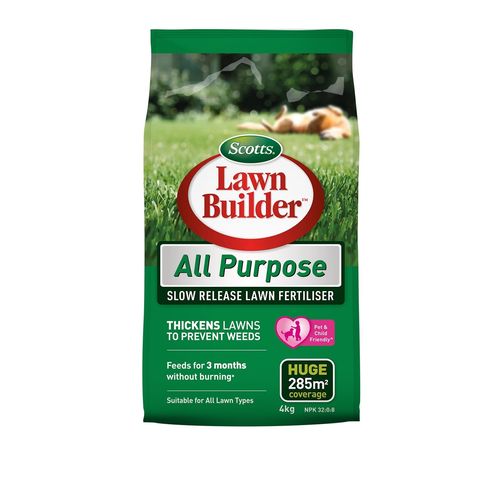 Scotts.
Lawn
Builder™
All Purpose
SLOW RELEASE LAWN FERTILISER
THICKENS LAWNS
TO PREVENT WEEDS
Pet &
Child
Friendly*
Feeds for 3 months
without burning*
HUGE
285m²
coverage
Suitable for All Lawn Types
4kg
NPK 32:0:8